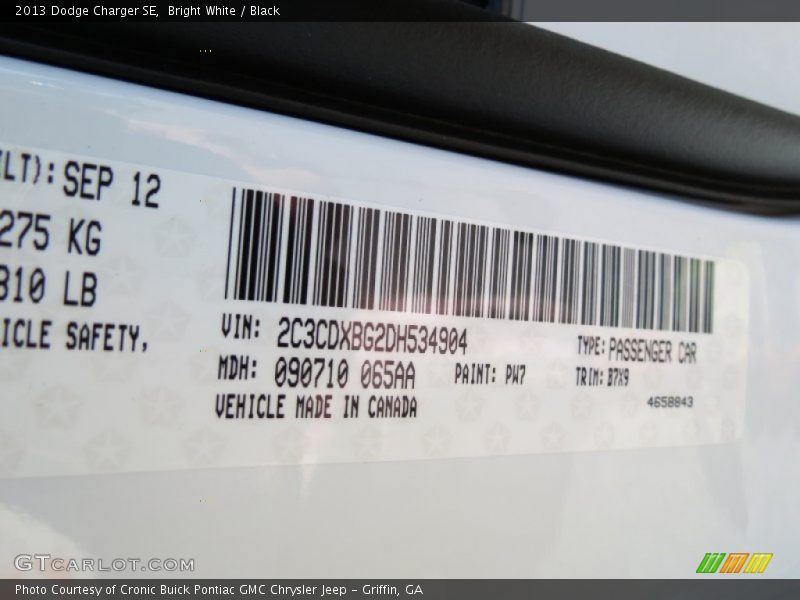 2013 Dodge Charger SE, Bright White / Black
LT): SEP 12
275 KG
310 LB
ICLE SAFETY,
VIN: 2C3CDXBG2DH534904
TYPE: PASSENGER CAR
MDH: 090710 065AA
PAINT: PW7
TRIM: B7X9
VEHICLE MADE IN CANADA
4658843
GTCARLOT.COM
Photo Courtesy of Cronic Buick Pontiac GMC Chrysler Jeep - Griffin, GA